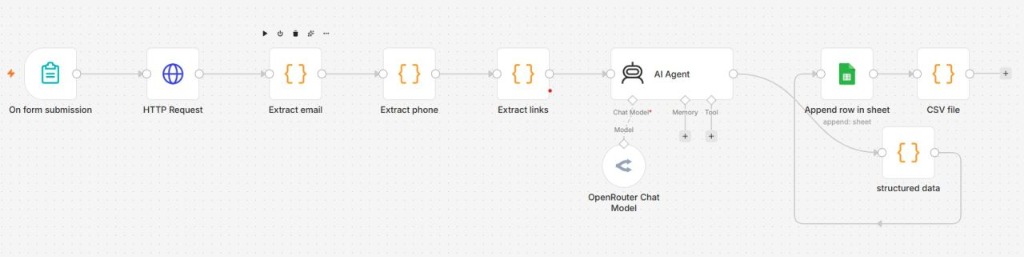 On form submission
HTTP Request
{ }
Extract email
{ }
Extract phone
{ }
Extract links
AI Agent
Chat Model*
Memory
Tool
Model
OpenRouter Chat
Model
Append row in sheet
append: sheet
{ }
CSV file
{ }
structured data